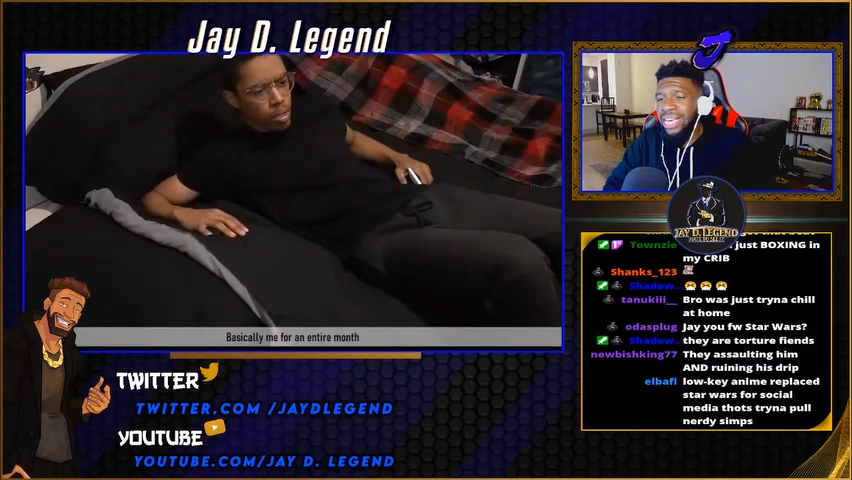 Jay D. Legend
J
Basically me for an entire month
JAY D. LEGEND
Townzie
just BOXING in
my CRIB
Shanks_123
Shadow...
tanukiii__ Bro was just tryna chill
at home
odasplug Jay you fw Star Wars?
Shadow... they are torture fiends
newbishking77 They assaulting him
AND ruining his drip
elbafi low-key anime replaced
star wars for social
media thots tryna pull
nerdy simps
TWITTER
TWITTER.COM /JAYDLEGEND
YOUTUBE
YOUTUBE.COM/JAY D. LEGEND